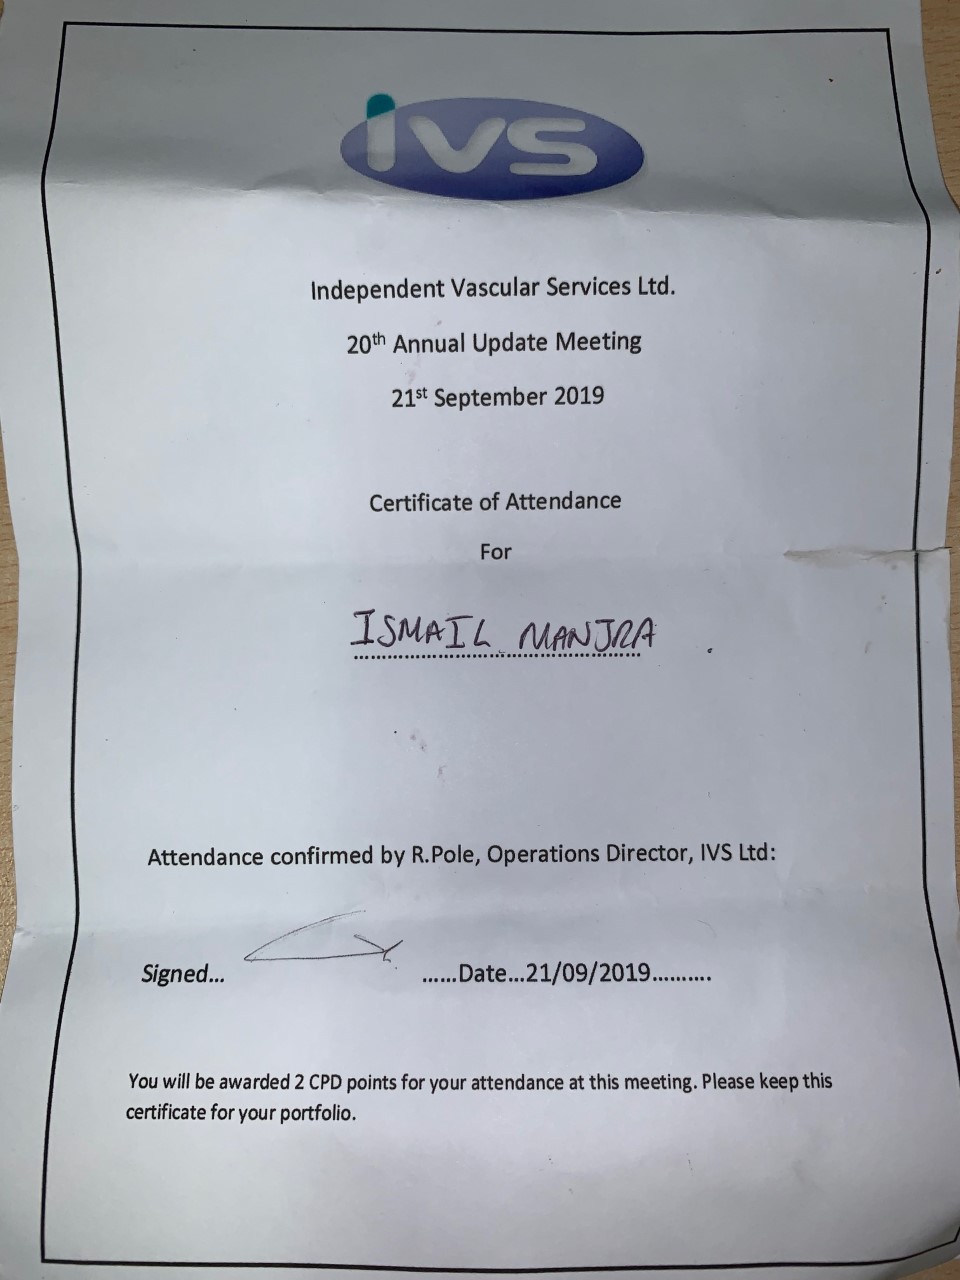 ivs
Independent Vascular Services Ltd.
20th Annual Update Meeting
21st September 2019
Certificate of Attendance
For
ISMAIL MANJRA
Attendance confirmed by R.Pole, Operations Director, IVS Ltd:
Signed... ......Date...21/09/2019..........
You will be awarded 2 CPD points for your attendance at this meeting. Please keep this
certificate for your portfolio.